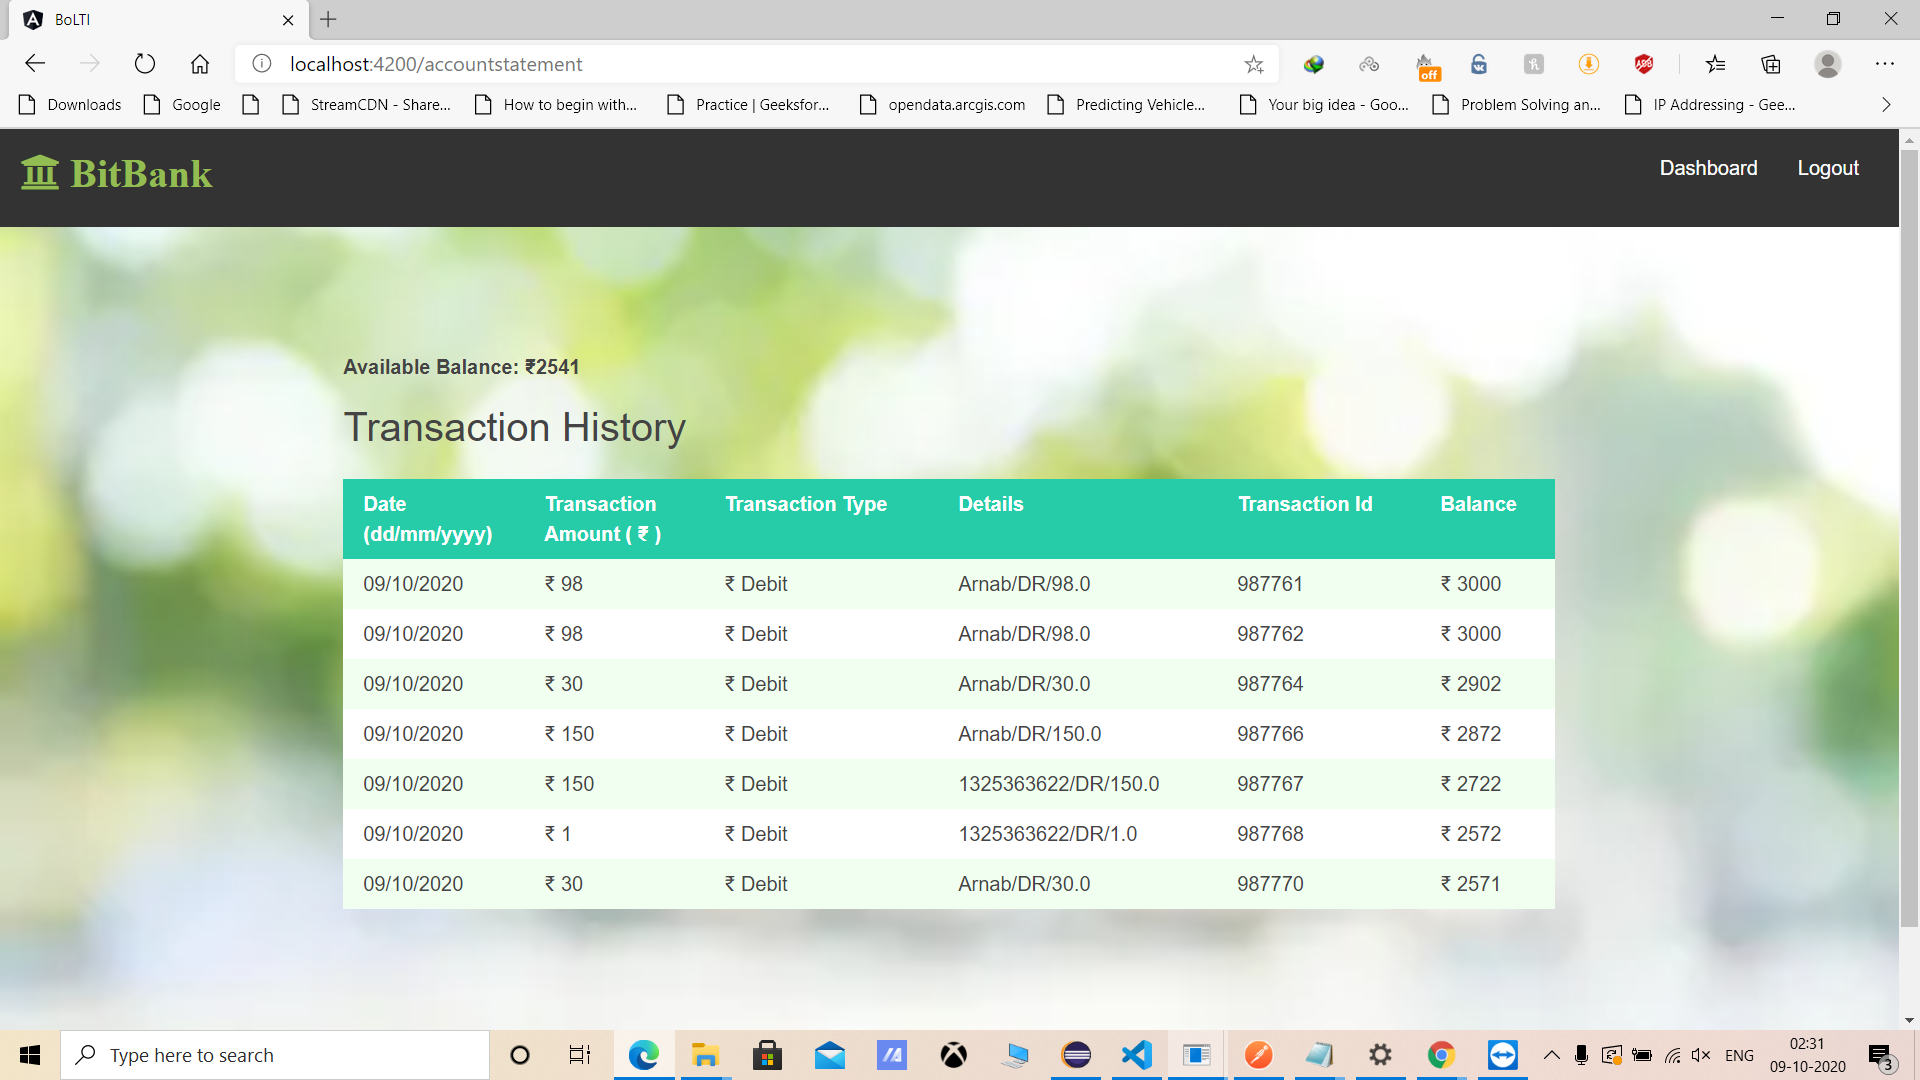 BoLTI
localhost:4200/accountstatement
off
Downloads Google StreamCDN - Share... How to begin with... Practice | Geeksfor... opendata.arcgis.com Predicting Vehicle... Your big idea - Goo... Problem Solving an... IP Addressing - Gee...
BitBank Dashboard Logout
Available Balance: ₹2541
Transaction History
Date Transaction Transaction Type Details Transaction Id Balance
(dd/mm/yyyy) Amount ( ₹ )
09/10/2020 ₹ 98 ₹ Debit Arnab/DR/98.0 987761 ₹ 3000
09/10/2020 ₹ 98 ₹ Debit Arnab/DR/98.0 987762 ₹ 3000
09/10/2020 ₹ 30 ₹ Debit Arnab/DR/30.0 987764 ₹ 2902
09/10/2020 ₹ 150 ₹ Debit Arnab/DR/150.0 987766 ₹ 2872
09/10/2020 ₹ 150 ₹ Debit 1325363622/DR/150.0 987767 ₹ 2722
09/10/2020 ₹ 1 ₹ Debit 1325363622/DR/1.0 987768 ₹ 2572
09/10/2020 ₹ 30 ₹ Debit Arnab/DR/30.0 987770 ₹ 2571
Type here to search
ENG
02:31
09-10-2020
3